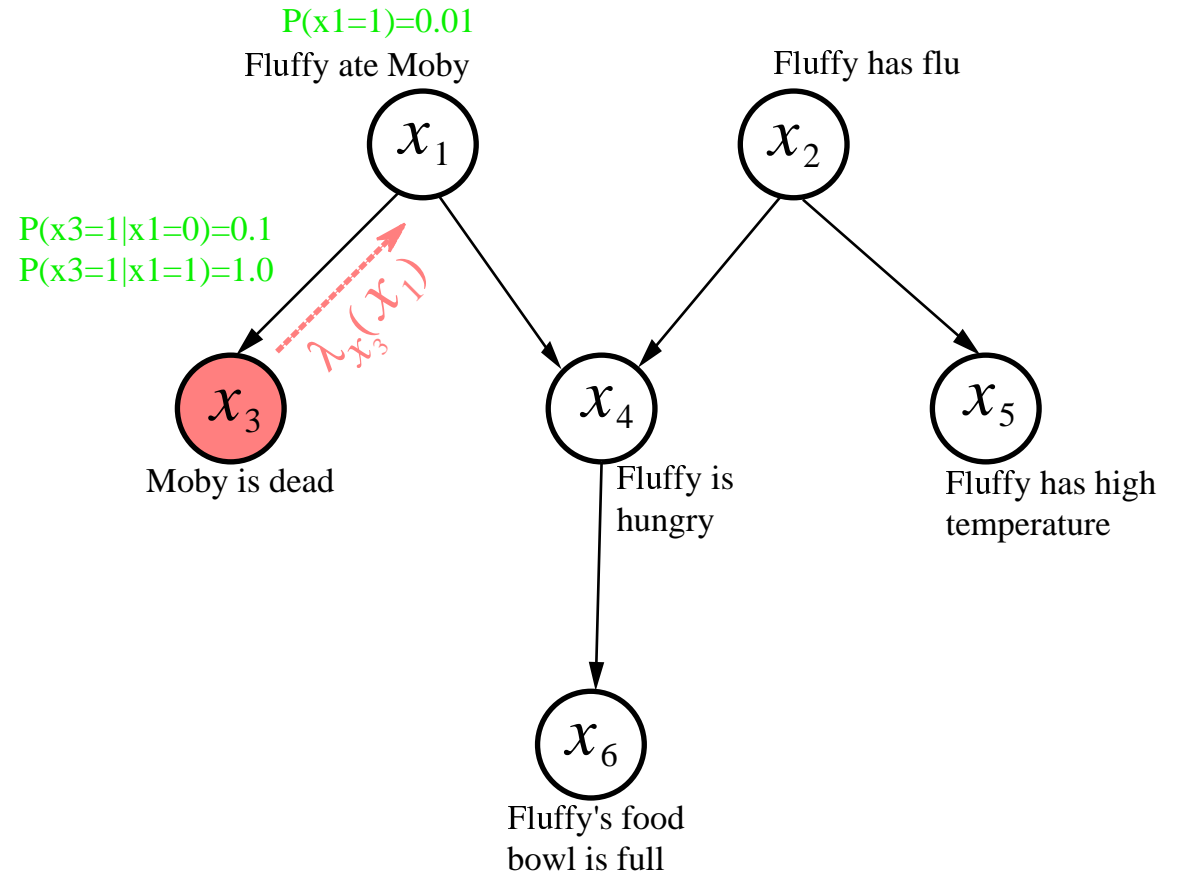 P(x1=1)=0.01
Fluffy ate Moby
Fluffy has flu
x₁
x₂
P(x3=1|x1=0)=0.1
P(x3=1|x1=1)=1.0
λₓ₃(x₁)
x₃
x₄
x₅
Moby is dead
Fluffy is
hungry
Fluffy has high
temperature
x₆
Fluffy's food
bowl is full